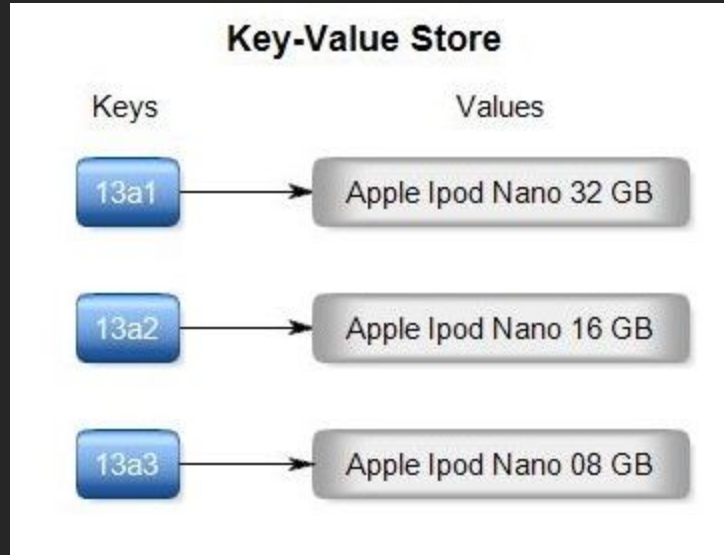 Key-Value Store
Keys Values
13a1 Apple Ipod Nano 32 GB
13a2 Apple Ipod Nano 16 GB
13a3 Apple Ipod Nano 08 GB